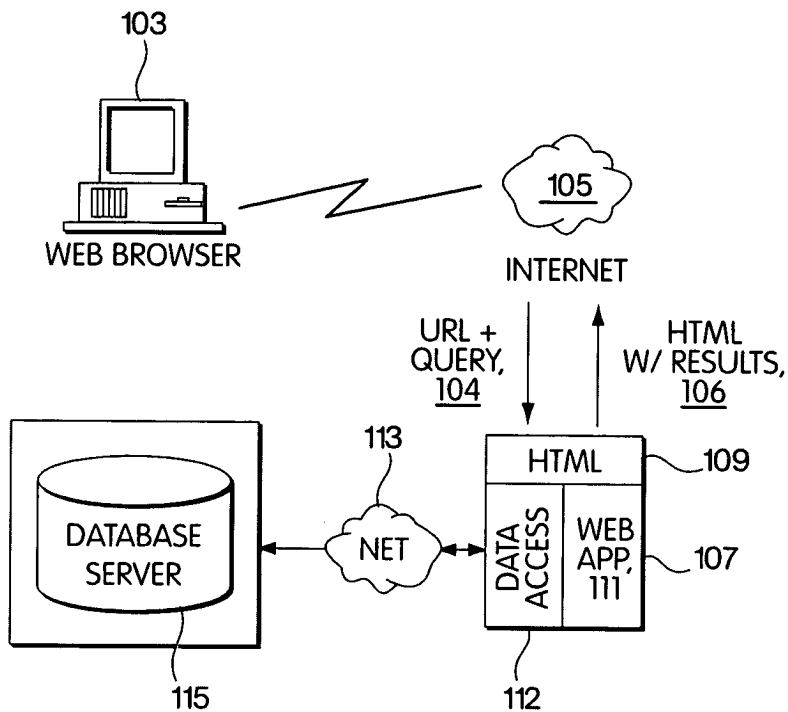 103
WEB BROWSER
105
INTERNET
URL +
QUERY,
104
HTML
W/ RESULTS,
106
113
DATABASE
SERVER
NET
HTML
109
DATA
ACCESS
WEB
APP,
111
107
115
112